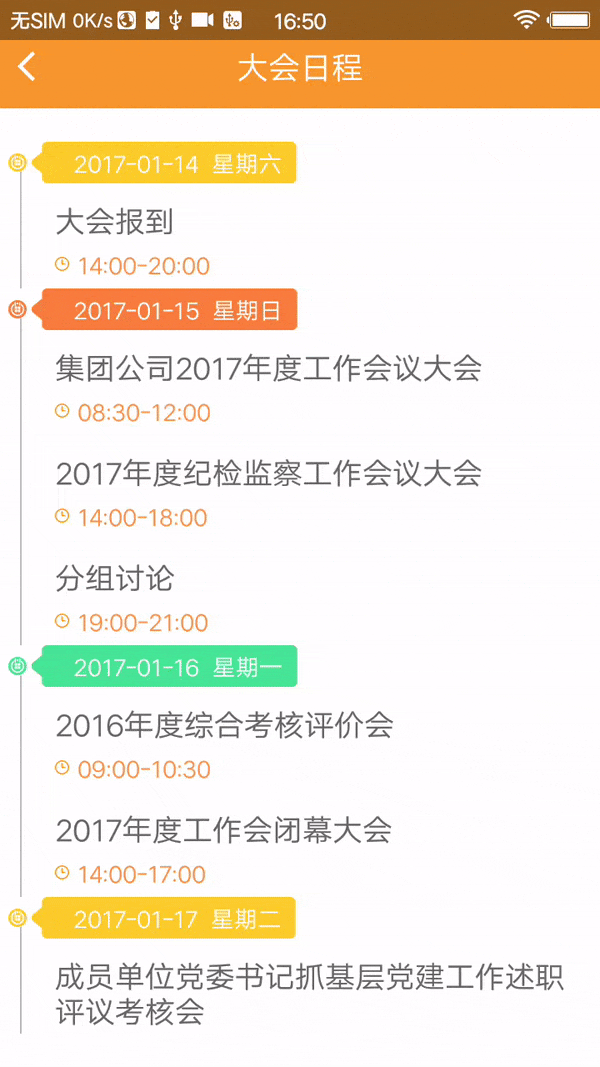 无SIM 0K/s 16:50
大会日程
2017-01-14 星期六
大会报到
14:00-20:00
2017-01-15 星期日
集团公司2017年度工作会议大会
08:30-12:00
2017年度纪检监察工作会议大会
14:00-18:00
分组讨论
19:00-21:00
2017-01-16 星期一
2016年度综合考核评价会
09:00-10:30
2017年度工作会闭幕大会
14:00-17:00
2017-01-17 星期二
成员单位党委书记抓基层党建工作述职
评议考核会